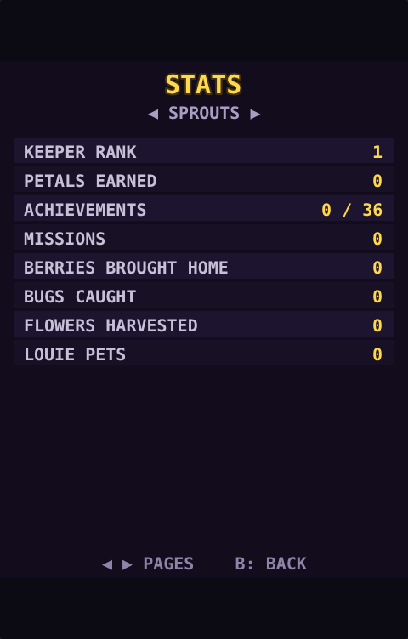 STATS
◀ SPROUTS ▶
KEEPER RANK 1
PETALS EARNED 0
ACHIEVEMENTS 0 / 36
MISSIONS 0
BERRIES BROUGHT HOME 0
BUGS CAUGHT 0
FLOWERS HARVESTED 0
LOUIE PETS 0
◀ ▶ PAGES B: BACK